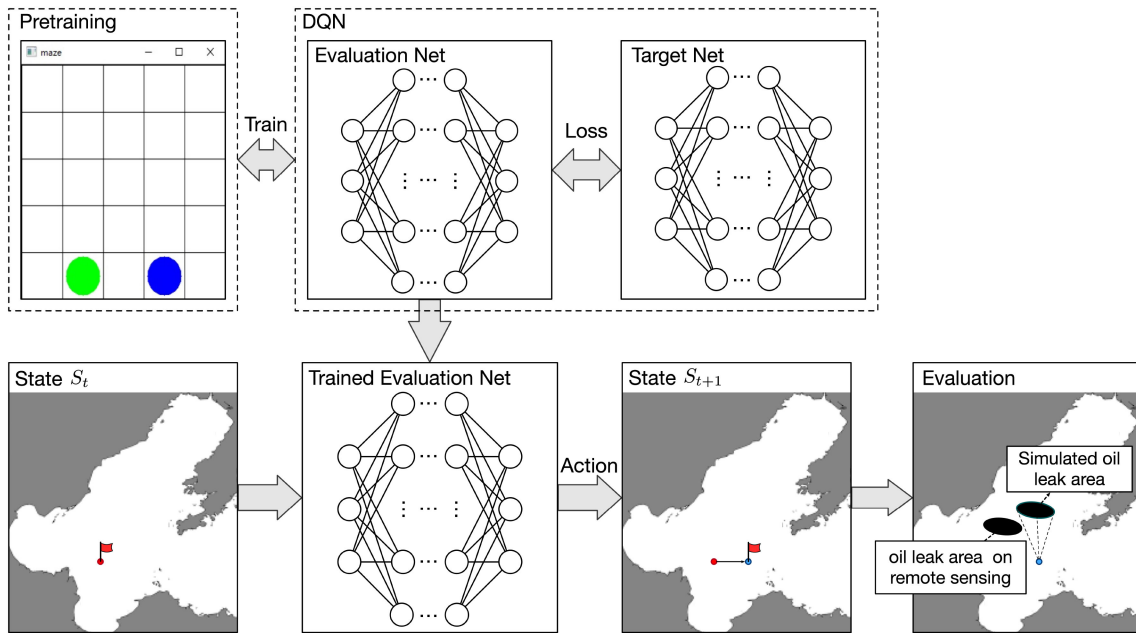 Pretraining
maze
Train
DQN
Evaluation Net
Loss
Target Net
State S_t
Trained Evaluation Net
Action
State S_{t+1}
Evaluation
Simulated oil
leak area
oil leak area on
remote sensing